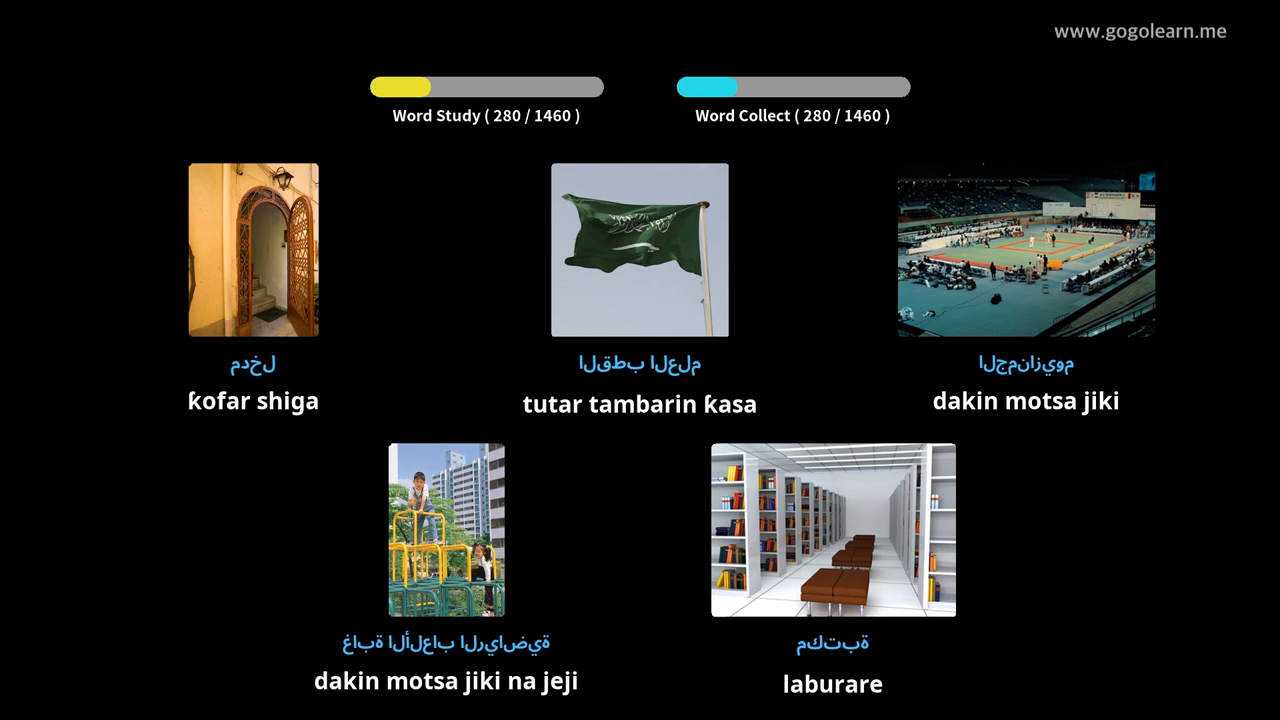 www.gogolearn.me
Word Study ( 280 / 1460 )
Word Collect ( 280 / 1460 )
مدخل
ƙofar shiga
القطب العلم
tutar tambarin ƙasa
الجمنازيوم
dakin motsa jiki
غابة الألعاب الرياضية
dakin motsa jiki na jeji
مكتبة
laburare